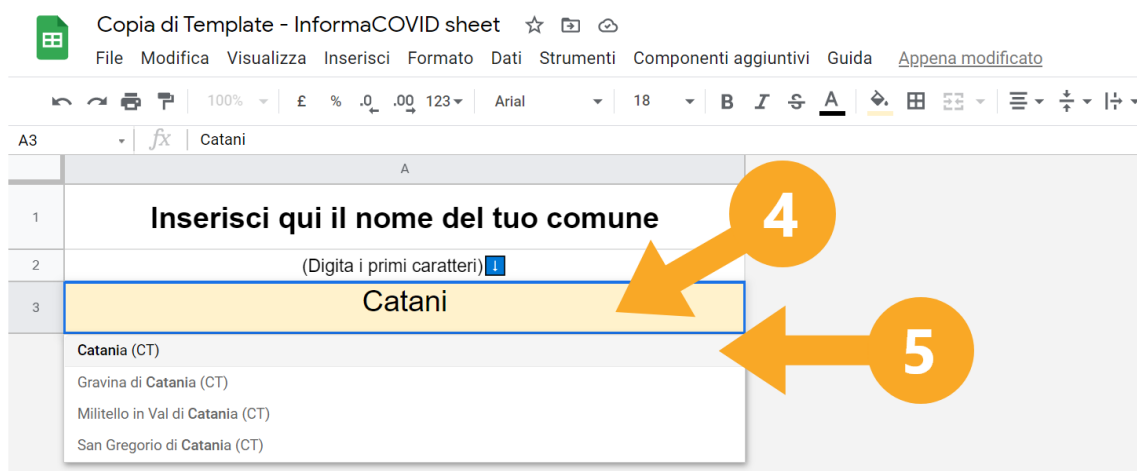 Copia di Template - InformaCOVID sheet
File Modifica Visualizza Inserisci Formato Dati Strumenti Componenti aggiuntivi Guida Appena modificato
100% £ % .0 .00 123 Arial 18 B I S A
A3 fx Catani
A
1 Inserisci qui il nome del tuo comune
2 (Digita i primi caratteri)⬇️
3 Catani
4
Catania (CT)
5
Gravina di Catania (CT)
Militello in Val di Catania (CT)
San Gregorio di Catania (CT)